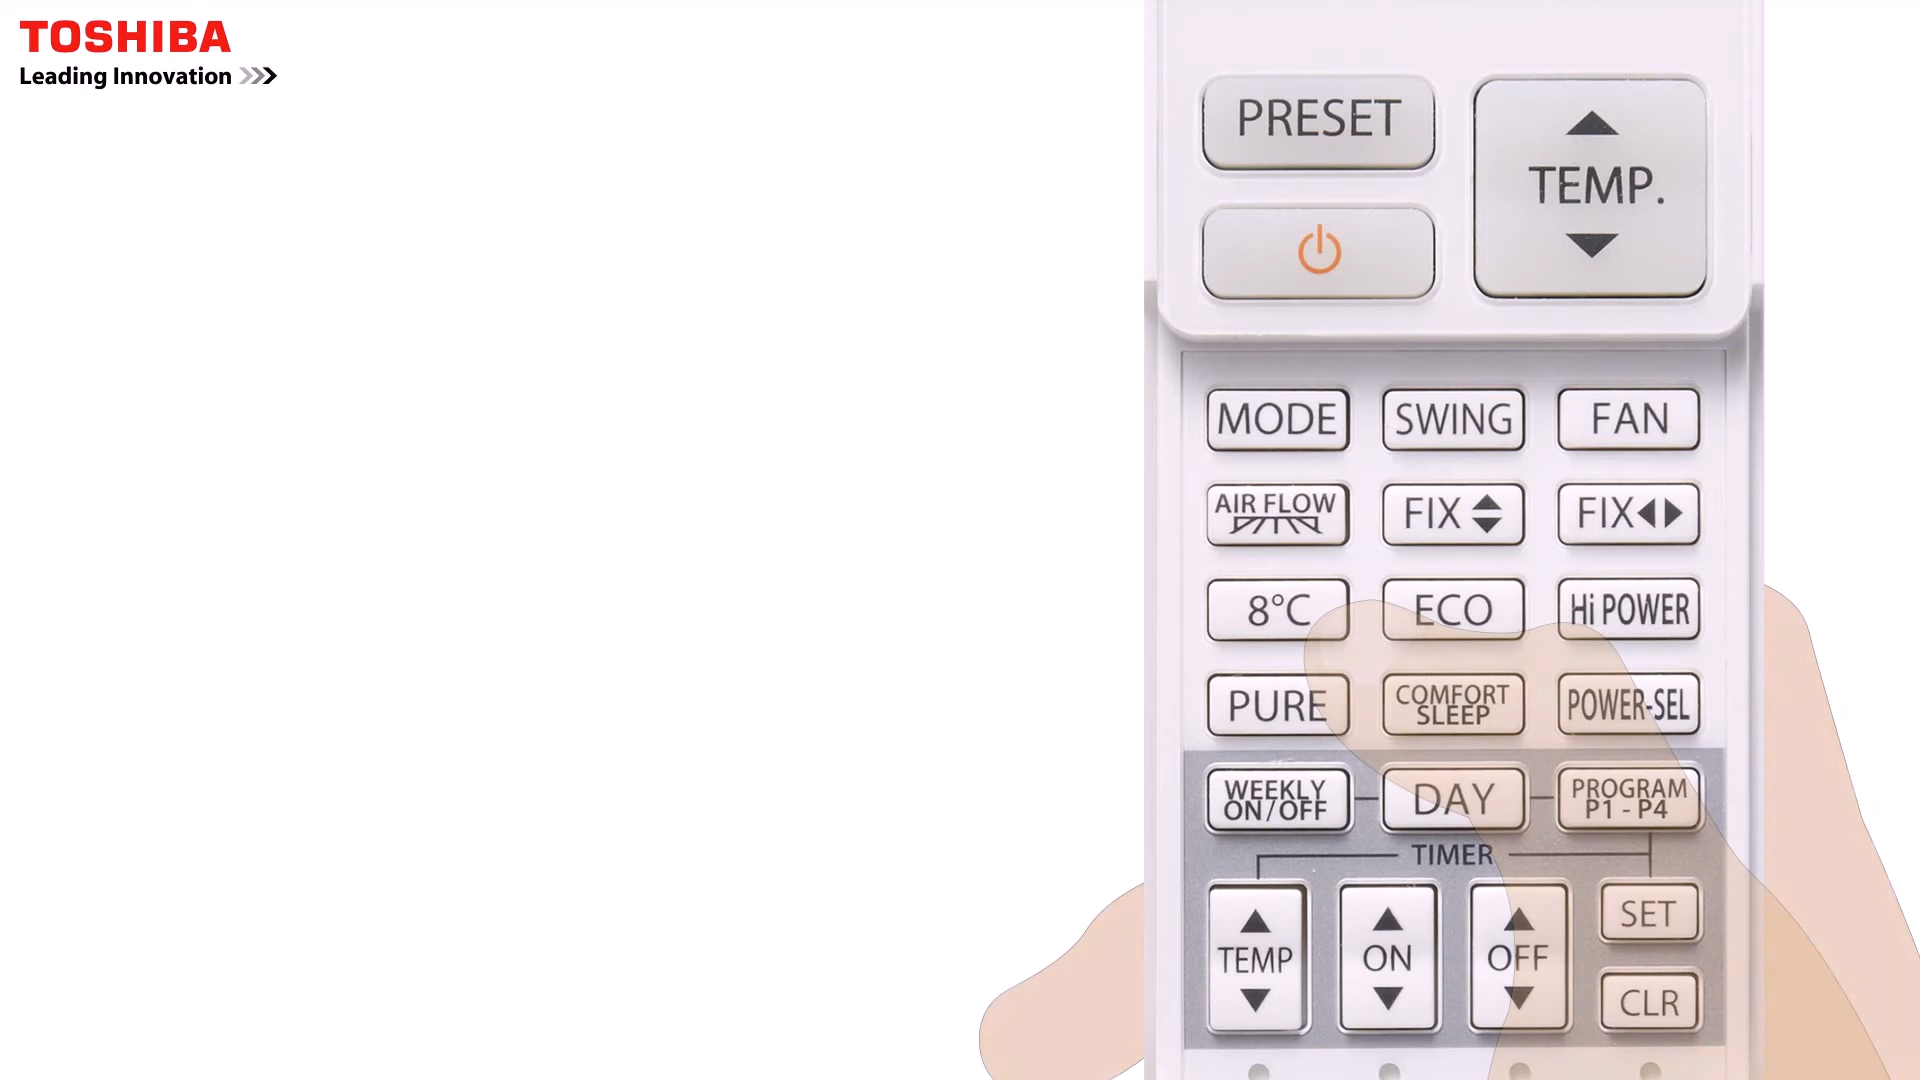 TOSHIBA
Leading Innovation
PRESET
TEMP.
MODE
SWING
FAN
AIR FLOW
FIX
FIX
8°C
ECO
Hi POWER
PURE
COMFORT
SLEEP
POWER-SEL
WEEKLY
ON/OFF
DAY
PROGRAM
P1 - P4
TIMER
TEMP
ON
OFF
SET
CLR